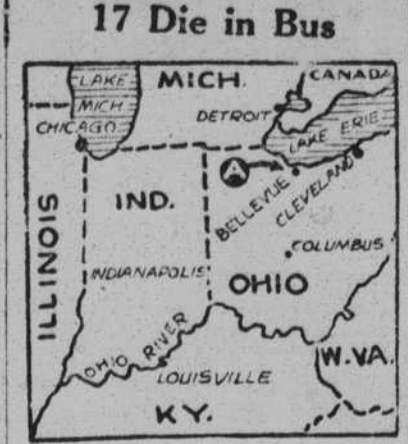 17 Die in Bus
LAKE
MICH
MICH.
CANADA
DETROIT
CHICAGO
LAKE ERIE
A
BELLEVUE
CLEVELAND
IND.
ILLINOIS
COLUMBUS
INDIANAPOLIS
OHIO
OHIO RIVER
W.VA.
LOUISVILLE
KY.